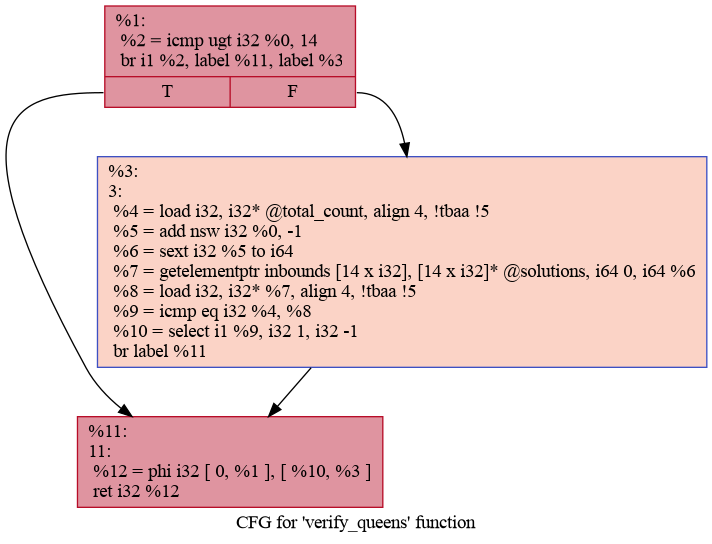 %1:
%2 = icmp ugt i32 %0, 14
br i1 %2, label %11, label %3
T
F
%3:
3:
%4 = load i32, i32* @total_count, align 4, !tbaa !5
%5 = add nsw i32 %0, -1
%6 = sext i32 %5 to i64
%7 = getelementptr inbounds [14 x i32], [14 x i32]* @solutions, i64 0, i64 %6
%8 = load i32, i32* %7, align 4, !tbaa !5
%9 = icmp eq i32 %4, %8
%10 = select i1 %9, i32 1, i32 -1
br label %11
%11:
11:
%12 = phi i32 [ 0, %1 ], [ %10, %3 ]
ret i32 %12
CFG for 'verify_queens' function